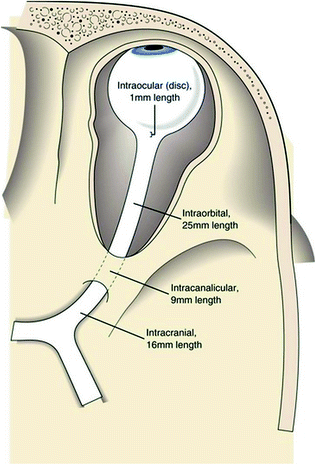 Intraocular (disc),
1mm length
Intraorbital,
25mm length
Intracanalicular,
9mm length
Intracranial,
16mm length